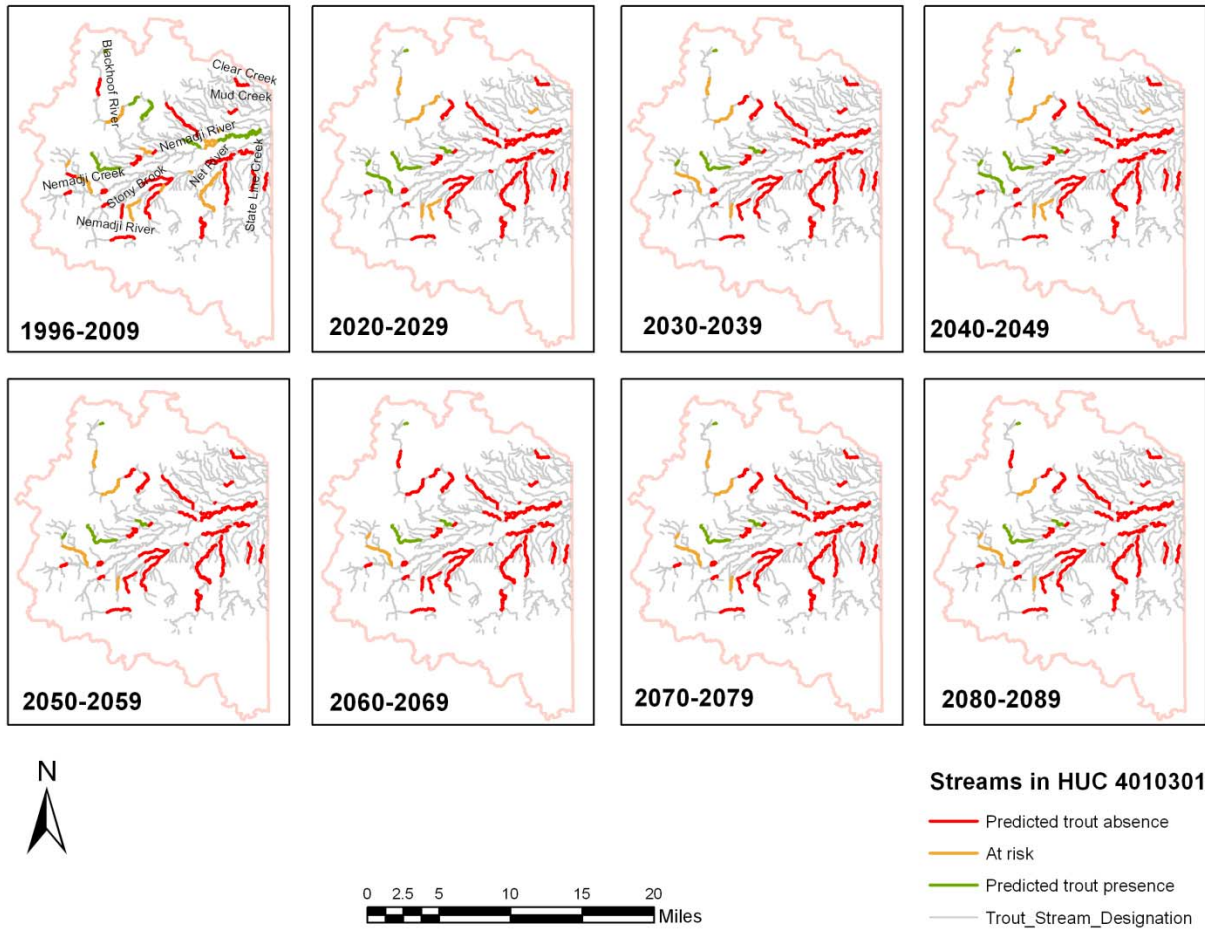 Blackhoof River
Clear Creek
Mud Creek
Nemadji River
Nemadji Creek
Stony Brook
Net River
State Line Creek
Nemadji River
1996-2009
2020-2029
2030-2039
2040-2049
2050-2059
2060-2069
2070-2079
2080-2089
N
Streams in HUC 4010301
Predicted trout absence
At risk
Predicted trout presence
Trout_Stream_Designation
0 2.5 5 10 15 20
Miles